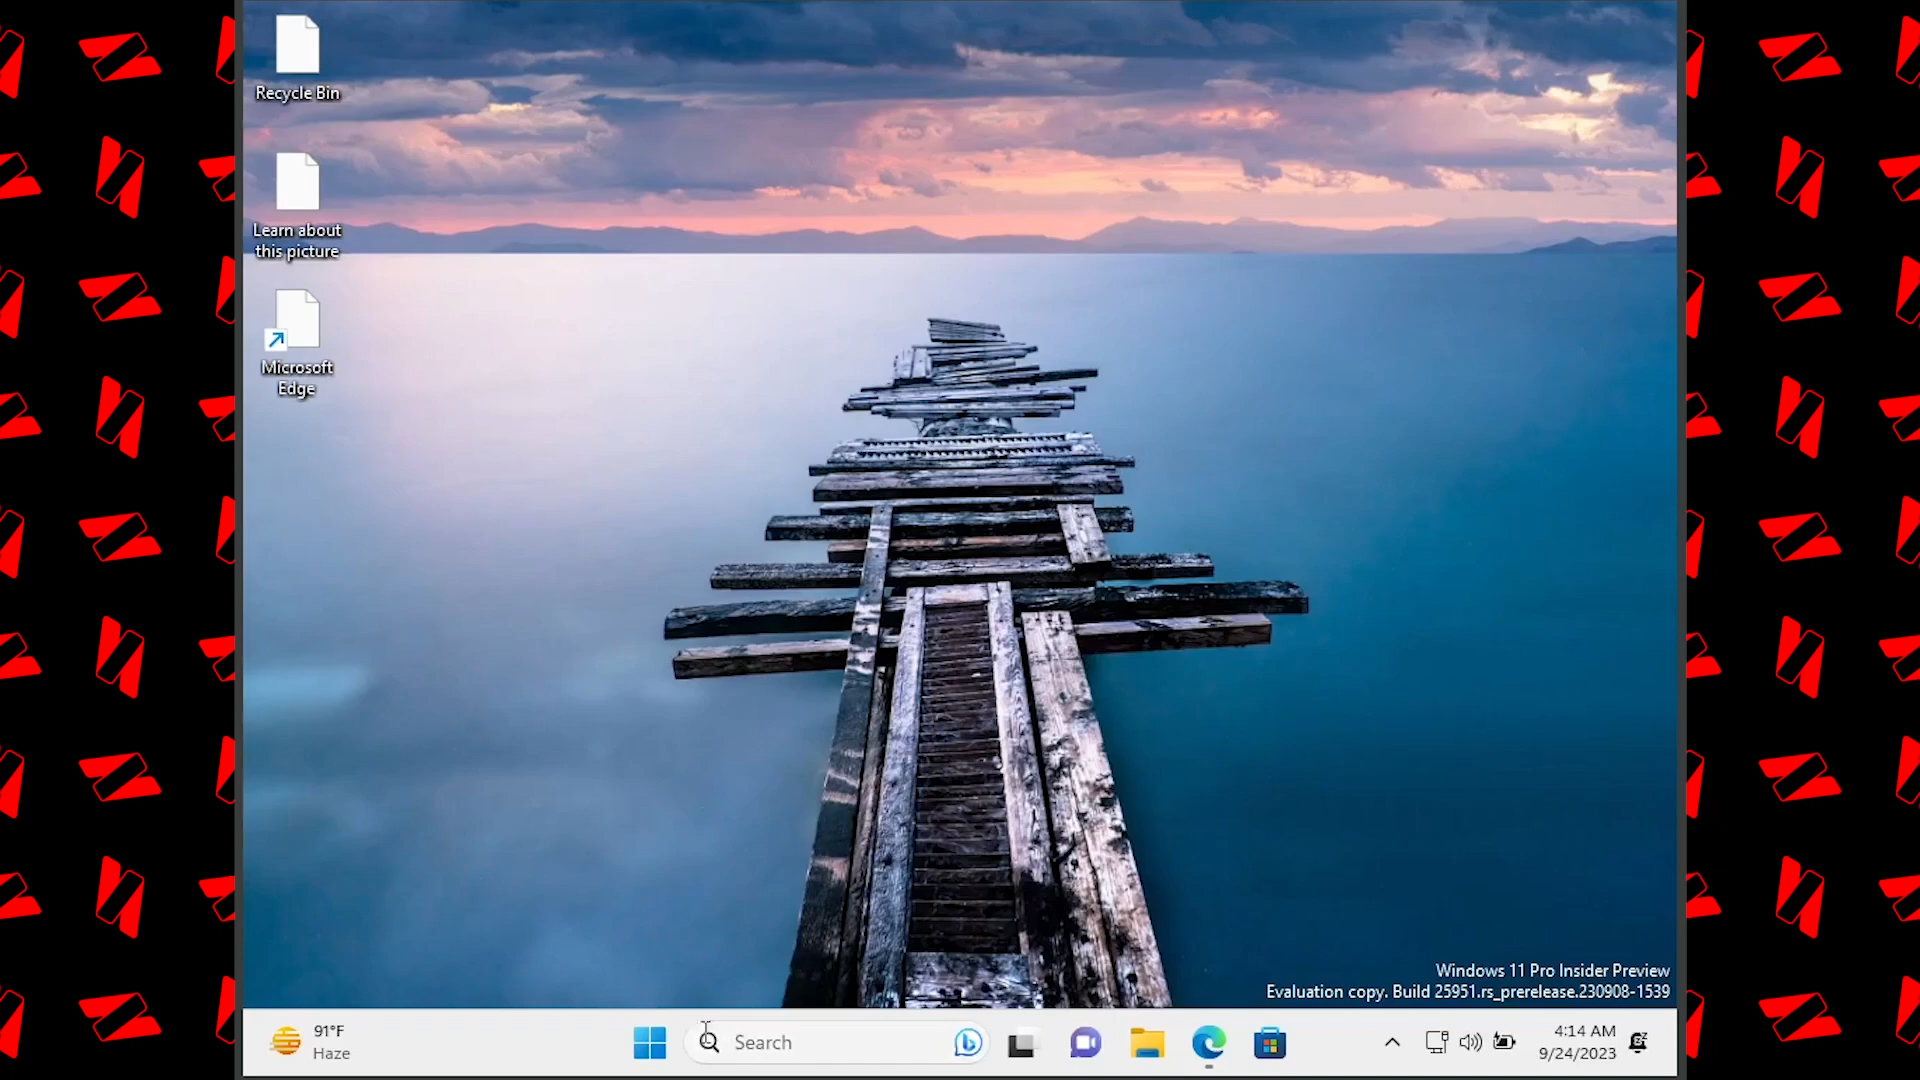 Recycle Bin
Learn about
this picture
Microsoft
Edge
Windows 11 Pro Insider Preview
Evaluation copy. Build 25951.rs_prerelease.230908-1539
91°F
Haze
Search
4:14 AM
9/24/2023